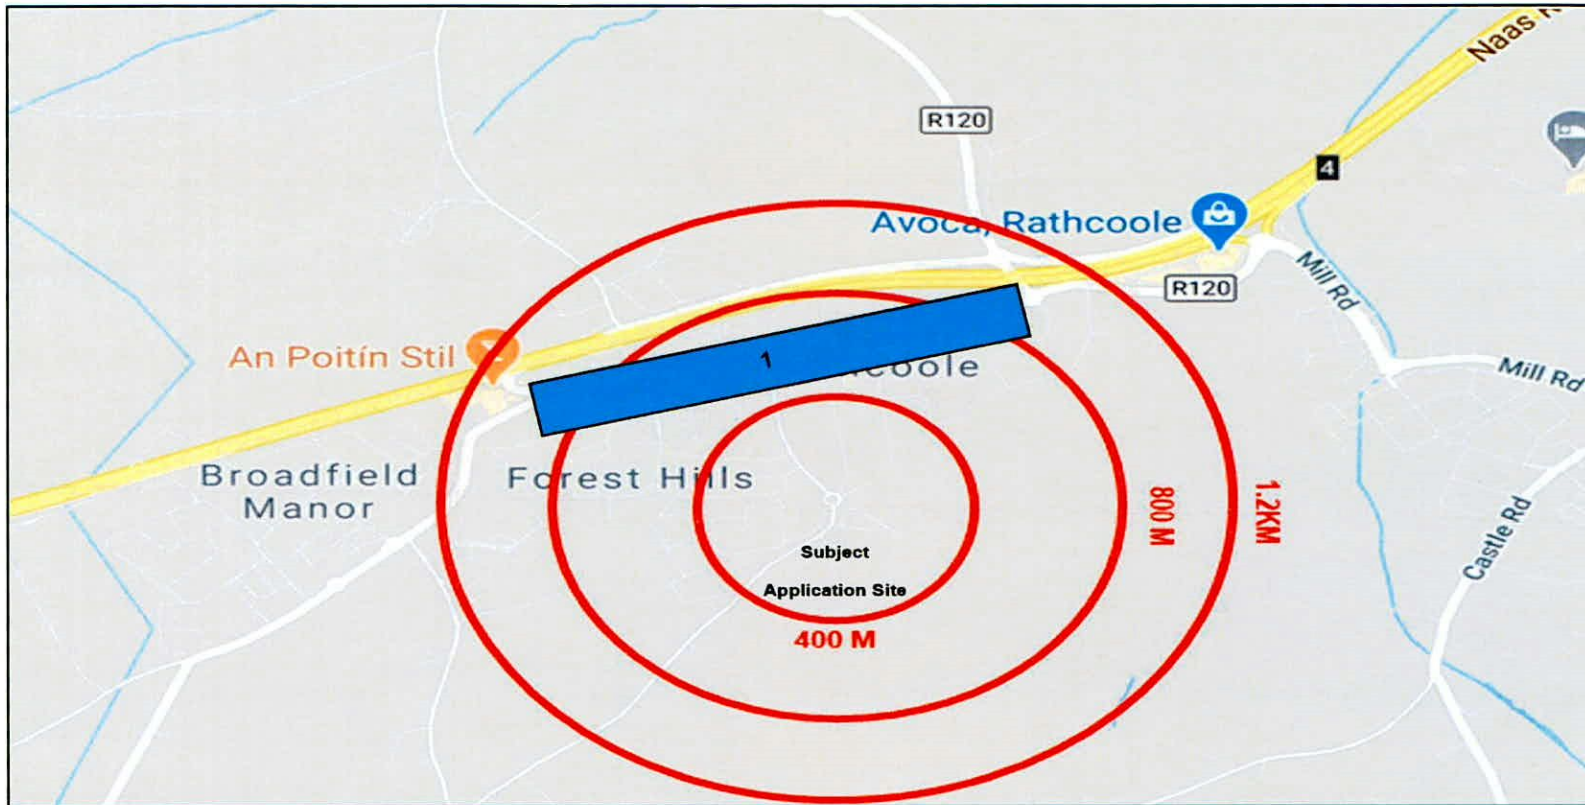 Naas R
R120
4
Avoca, Rathcoole
Mill Rd
R120
An Poitín Stil
1
coole
Mill Rd
Broadfield
Manor
Forest Hills
800 M
1.2KM
Castle Rd
Subject
Application Site
400 M